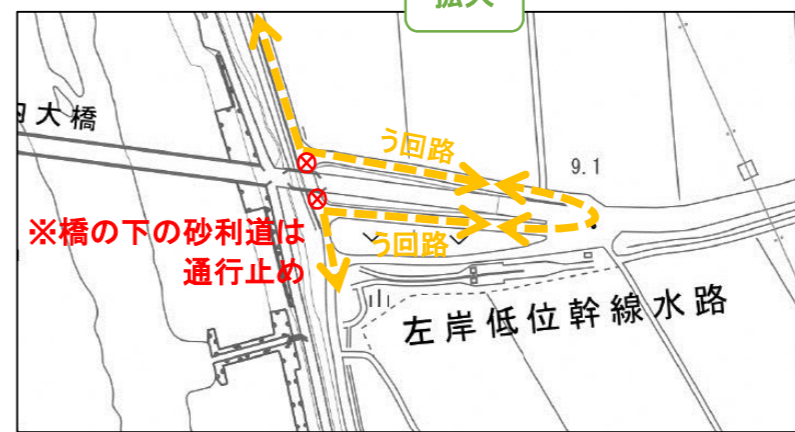 拡大
大橋
う回路
9.1
※橋の下の砂利道は
通行止め
う回路
左岸低位幹線水路